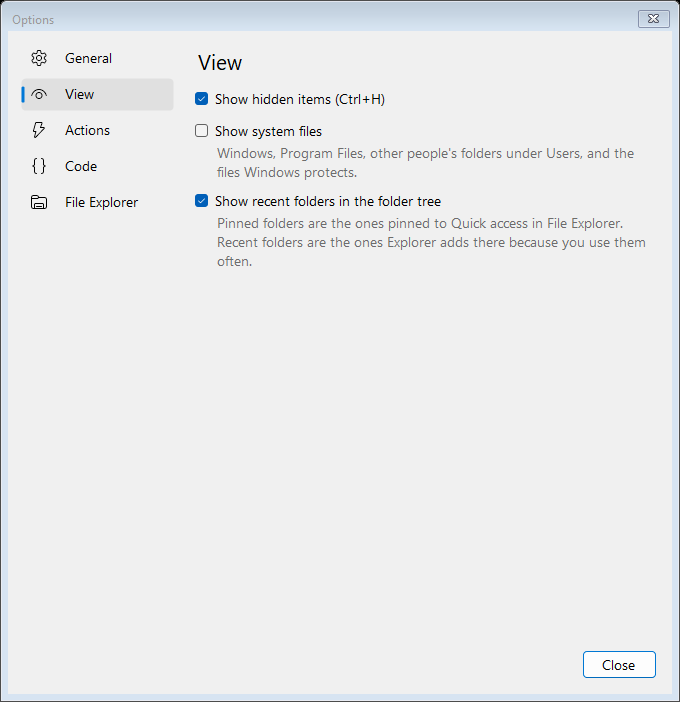 Options
General
View
Actions
Code
File Explorer
View
Show hidden items (Ctrl+H)
Show system files
Windows, Program Files, other people's folders under Users, and the
files Windows protects.
Show recent folders in the folder tree
Pinned folders are the ones pinned to Quick access in File Explorer.
Recent folders are the ones Explorer adds there because you use them
often.
Close